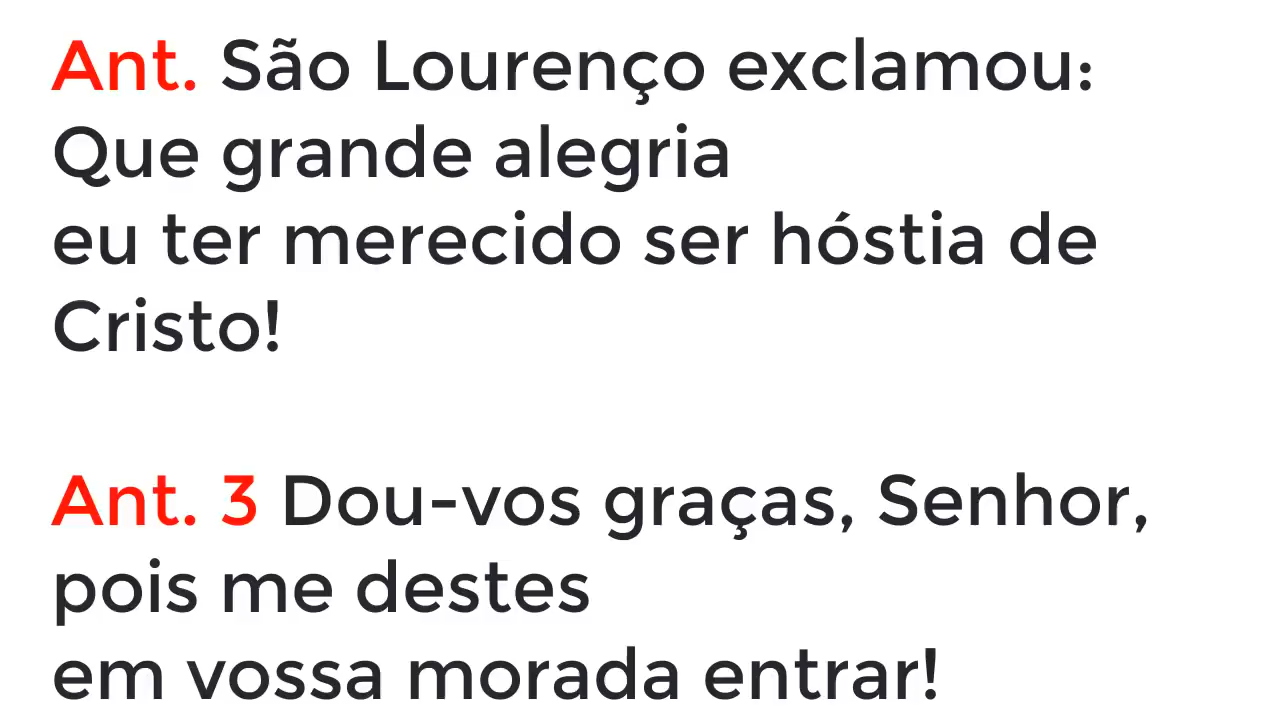 Ant. São Lourenço exclamou:
Que grande alegria
eu ter merecido ser hóstia de
Cristo!
Ant. 3 Dou-vos graças, Senhor,
pois me destes
em vossa morada entrar!